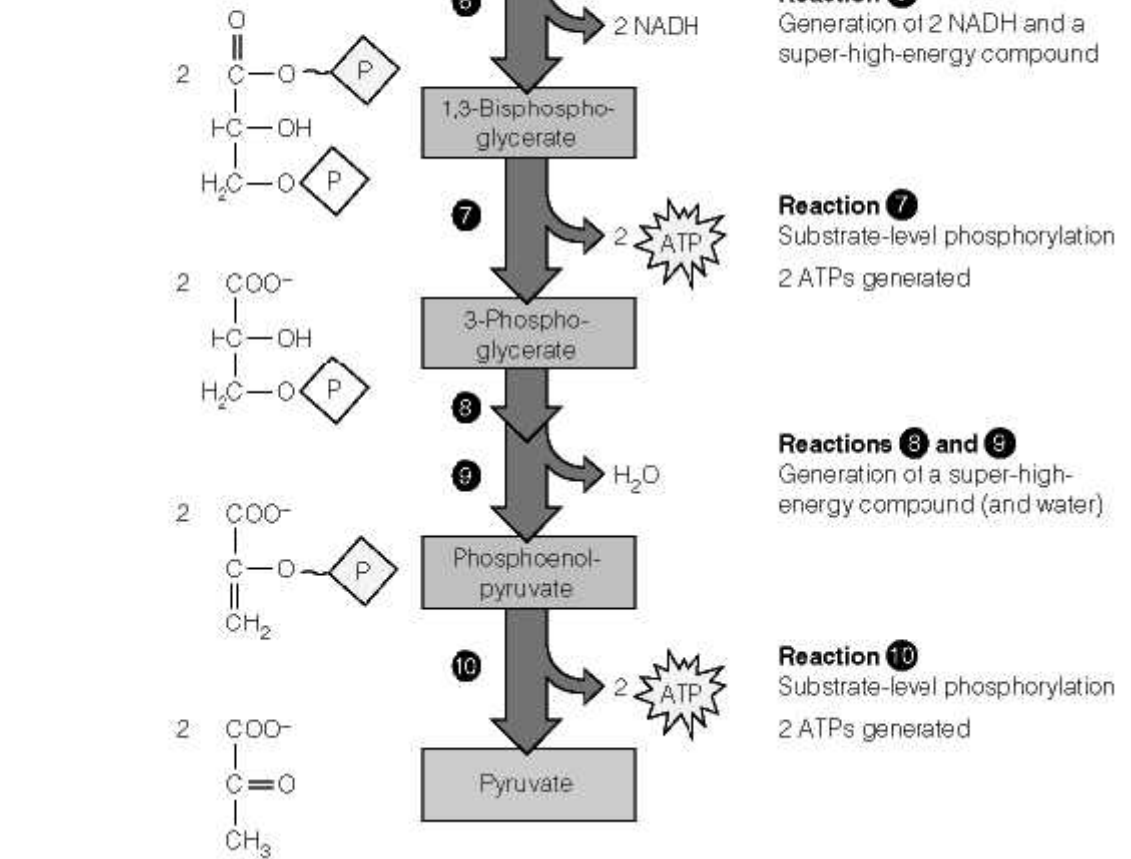 6
2 NADH
Reaction 6
Generation of 2 NADH and a
super-high-energy compound
O
2 C—O~P
HC—OH
H2C—O P
1,3-Bisphospho-
glycerate
7
2 ATP
Reaction 7
Substrate-level phosphorylation
2 ATPs generated
2 COO−
HC—OH
H2C—O P
3-Phospho-
glycerate
8
9
H2O
Reactions 8 and 9
Generation of a super-high-
energy compound (and water)
2 COO−
C—O~P
CH2
Phosphoenol-
pyruvate
10
2 ATP
Reaction 10
Substrate-level phosphorylation
2 ATPs generated
2 COO−
C=O
CH3
Pyruvate